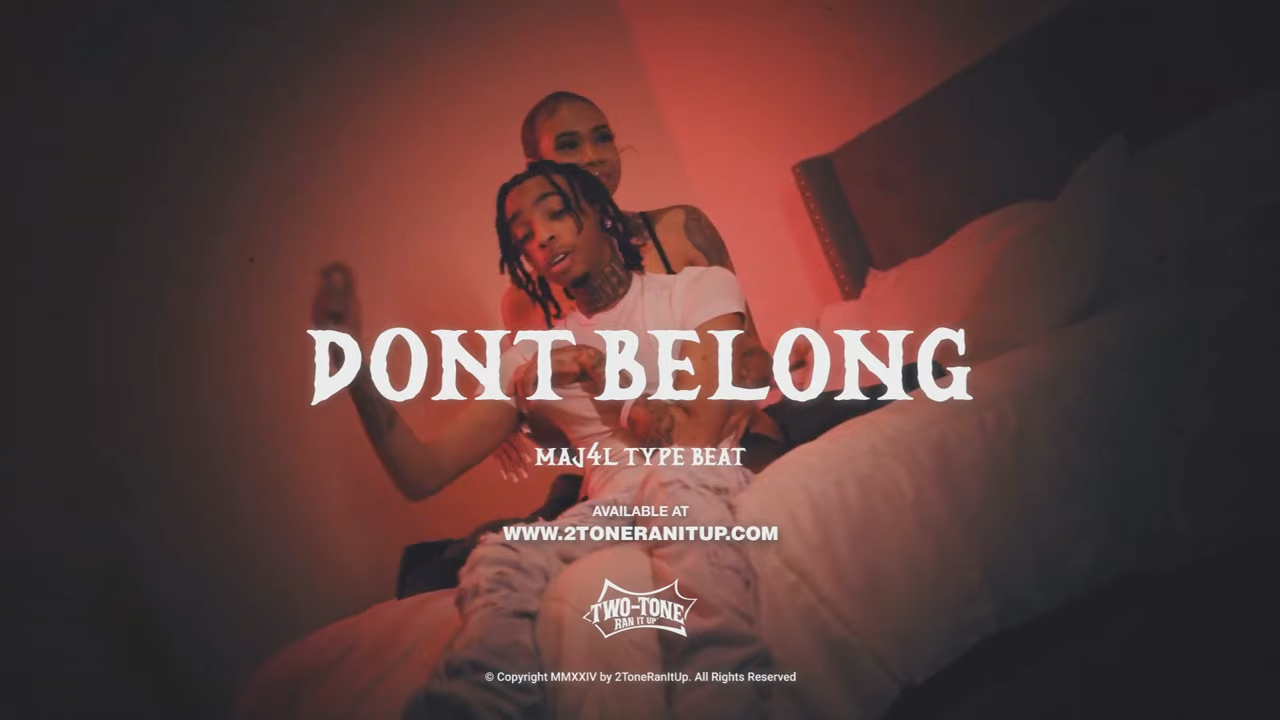 DONT BELONG
MAJ4L TYPE BEAT
AVAILABLE AT
WWW.2TONERANITUP.COM
TWO-TONE
RAN IT UP
© Copyright MMXXIV by 2ToneRanItUp. All Rights Reserved